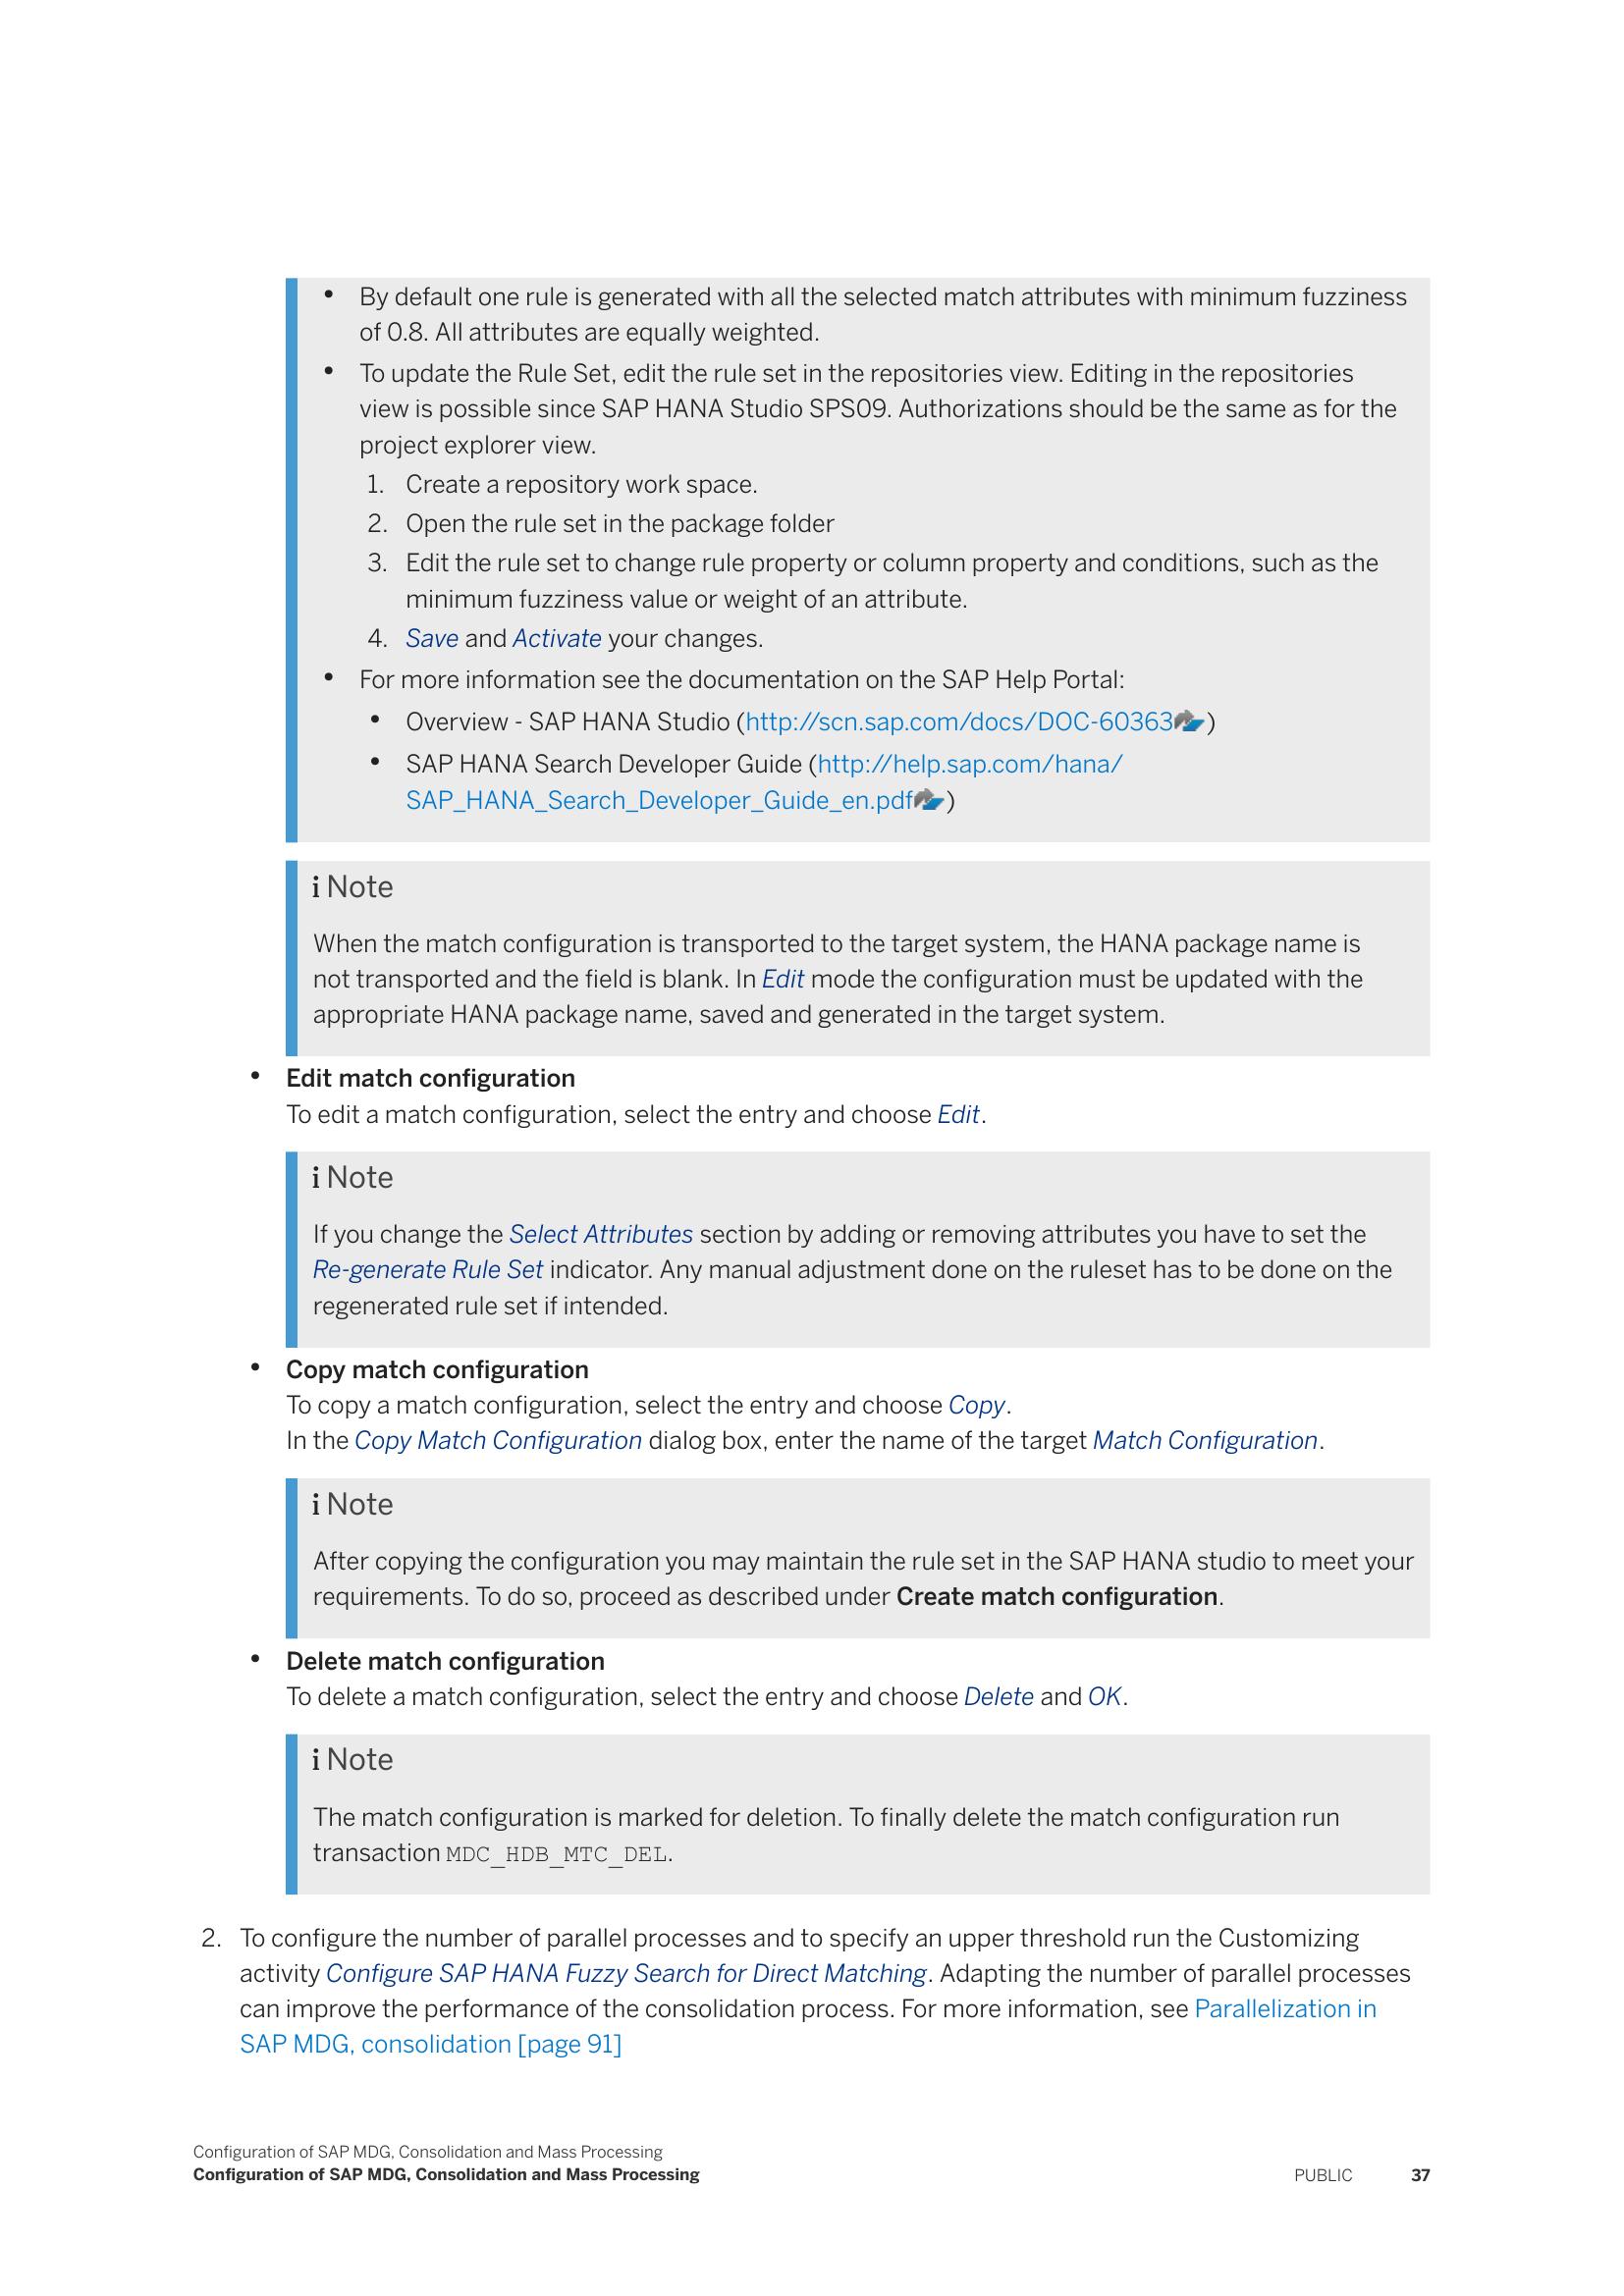 • By default one rule is generated with all the selected match attributes with minimum fuzziness
of 0.8. All attributes are equally weighted.
• To update the Rule Set, edit the rule set in the repositories view. Editing in the repositories
view is possible since SAP HANA Studio SPS09. Authorizations should be the same as for the
project explorer view.
1. Create a repository work space.
2. Open the rule set in the package folder
3. Edit the rule set to change rule property or column property and conditions, such as the
minimum fuzziness value or weight of an attribute.
4. Save and Activate your changes.
• For more information see the documentation on the SAP Help Portal:
• Overview - SAP HANA Studio (http://scn.sap.com/docs/DOC-60363)
• SAP HANA Search Developer Guide (http://help.sap.com/hana/
SAP_HANA_Search_Developer_Guide_en.pdf)
i Note
When the match configuration is transported to the target system, the HANA package name is
not transported and the field is blank. In Edit mode the configuration must be updated with the
appropriate HANA package name, saved and generated in the target system.
• Edit match configuration
To edit a match configuration, select the entry and choose Edit.
i Note
If you change the Select Attributes section by adding or removing attributes you have to set the
Re-generate Rule Set indicator. Any manual adjustment done on the ruleset has to be done on the
regenerated rule set if intended.
• Copy match configuration
To copy a match configuration, select the entry and choose Copy.
In the Copy Match Configuration dialog box, enter the name of the target Match Configuration.
i Note
After copying the configuration you may maintain the rule set in the SAP HANA studio to meet your
requirements. To do so, proceed as described under Create match configuration.
• Delete match configuration
To delete a match configuration, select the entry and choose Delete and OK.
i Note
The match configuration is marked for deletion. To finally delete the match configuration run
transaction MDC_HDB_MTC_DEL.
2. To configure the number of parallel processes and to specify an upper threshold run the Customizing
activity Configure SAP HANA Fuzzy Search for Direct Matching. Adapting the number of parallel processes
can improve the performance of the consolidation process. For more information, see Parallelization in
SAP MDG, consolidation [page 91]
Configuration of SAP MDG, Consolidation and Mass Processing
Configuration of SAP MDG, Consolidation and Mass Processing PUBLIC 37